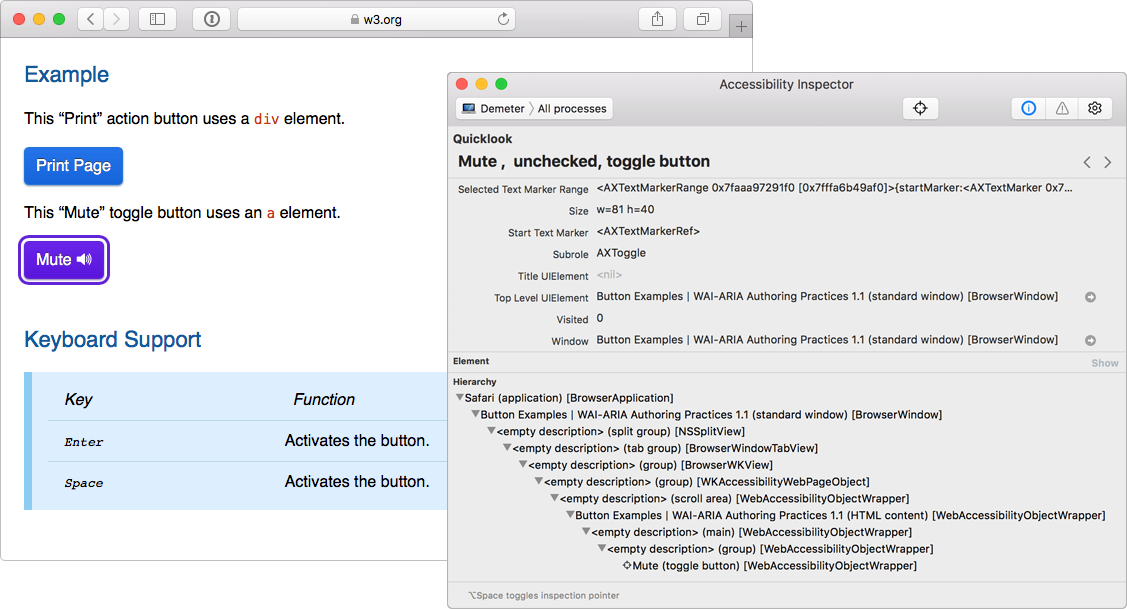 w3.org
Example
This “Print” action button uses a div element.
Print Page
This “Mute” toggle button uses an a element.
Mute
Keyboard Support
Key Function
Enter Activates the button.
Space Activates the button.
Accessibility Inspector
Demeter All processes
Quicklook
Mute , unchecked, toggle button
Selected Text Marker Range <AXTextMarkerRange 0x7faaa97291f0 [0x7fffa6b49af0]>{startMarker:<AXTextMarker 0x7...
Size w=81 h=40
Start Text Marker <AXTextMarkerRef>
Subrole AXToggle
Title UIElement <nil>
Top Level UIElement Button Examples | WAI-ARIA Authoring Practices 1.1 (standard window) [BrowserWindow]
Visited 0
Window Button Examples | WAI-ARIA Authoring Practices 1.1 (standard window) [BrowserWindow]
Element Show
Hierarchy
Safari (application) [BrowserApplication]
Button Examples | WAI-ARIA Authoring Practices 1.1 (standard window) [BrowserWindow]
<empty description> (split group) [NSSplitView]
<empty description> (tab group) [BrowserWindowTabView]
<empty description> (group) [BrowserWKView]
<empty description> (group) [WKAccessibilityWebPageObject]
<empty description> (scroll area) [WebAccessibilityObjectWrapper]
Button Examples | WAI-ARIA Authoring Practices 1.1 (HTML content) [WebAccessibilityObjectWrapper]
<empty description> (main) [WebAccessibilityObjectWrapper]
<empty description> (group) [WebAccessibilityObjectWrapper]
Mute (toggle button) [WebAccessibilityObjectWrapper]
⌥Space toggles inspection pointer